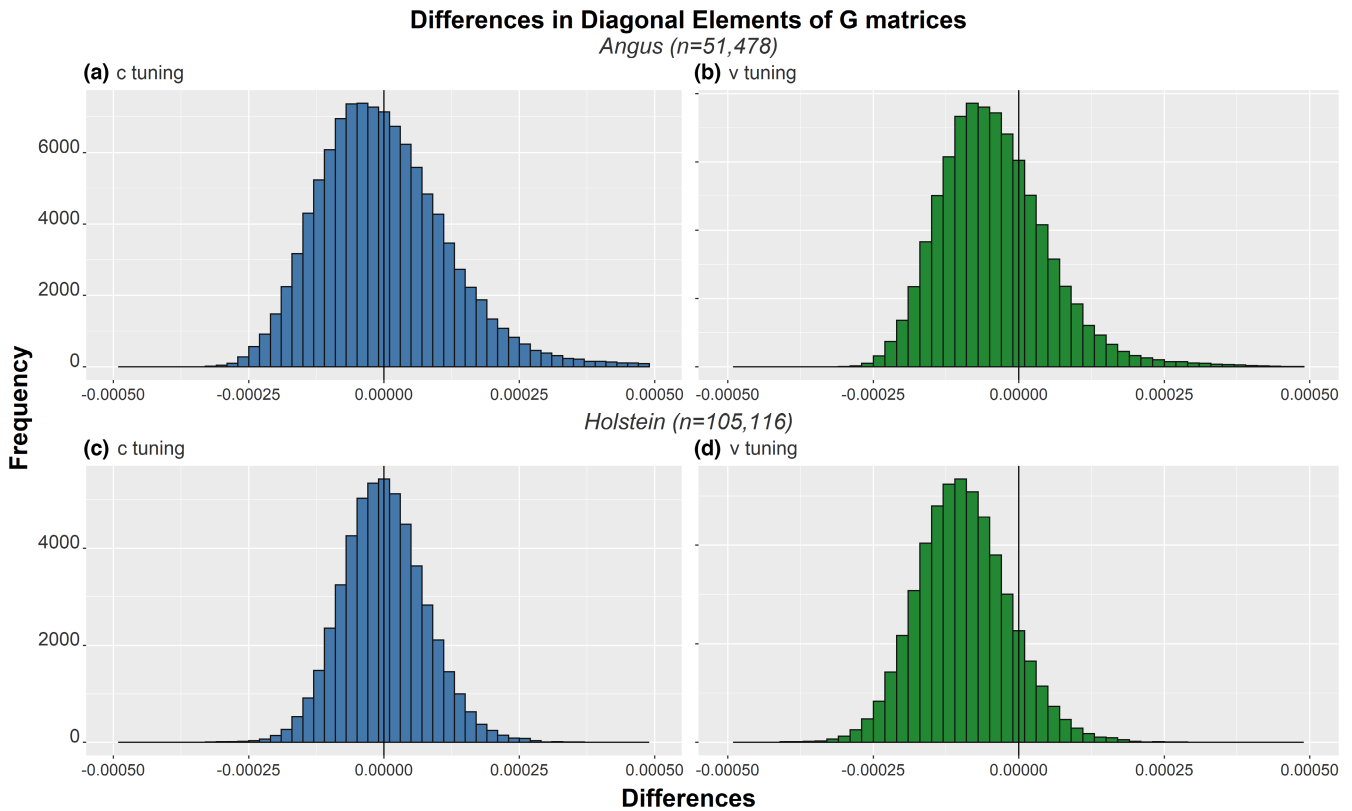 Differences in Diagonal Elements of G matrices
Angus (n=51,478)
(a) c tuning
(b) v tuning
6000
4000
2000
0
-0.00050 -0.00025 0.00000 0.00025 0.00050
-0.00050 -0.00025 0.00000 0.00025 0.00050
Frequency
Holstein (n=105,116)
(c) c tuning
(d) v tuning
4000
2000
0
-0.00050 -0.00025 0.00000 0.00025 0.00050
-0.00050 -0.00025 0.00000 0.00025 0.00050
Differences